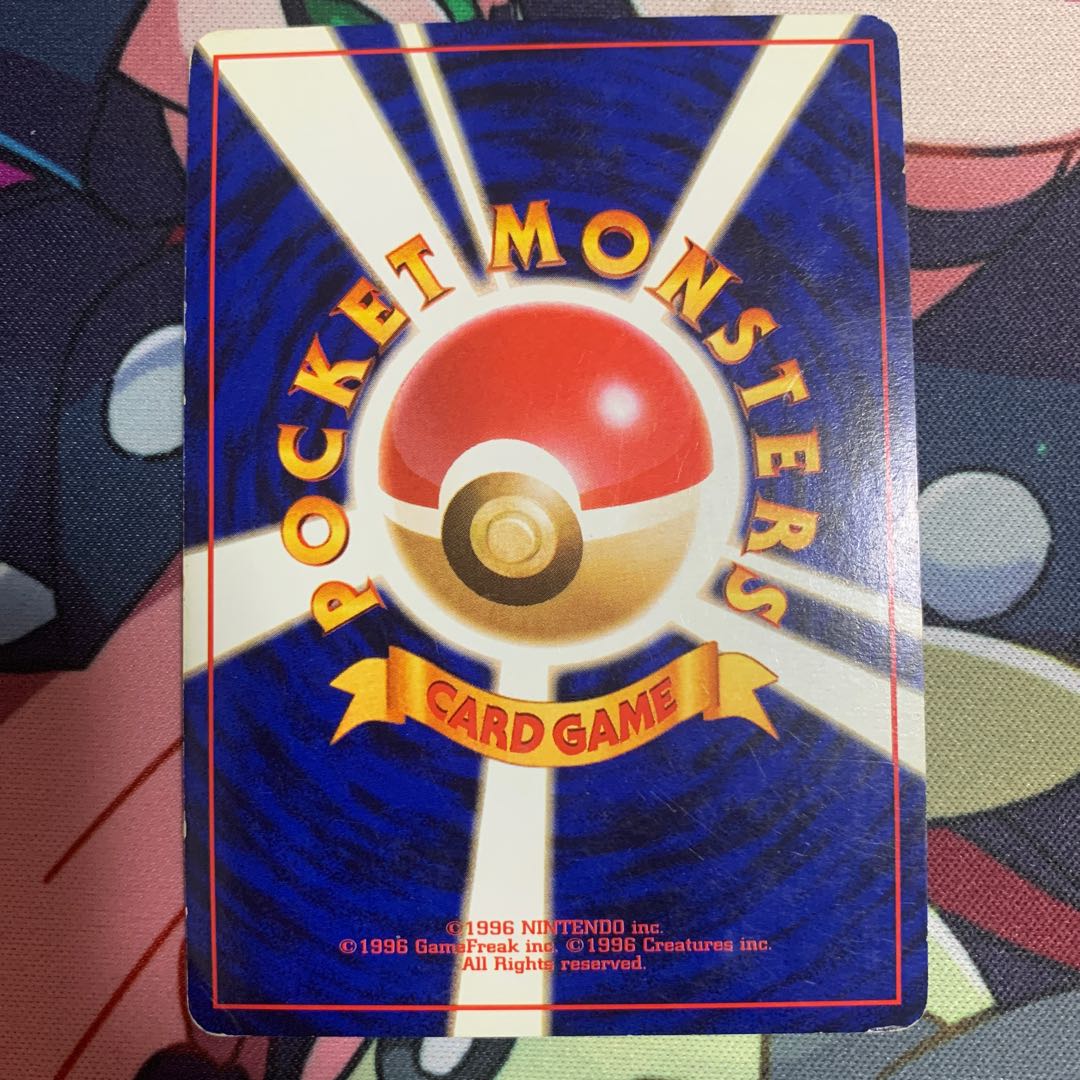 POCKET MONSTERS
CARD GAME
©1996 NINTENDO inc.
©1996 GameFreak inc. ©1996 Creatures inc.
All Rights reserved.